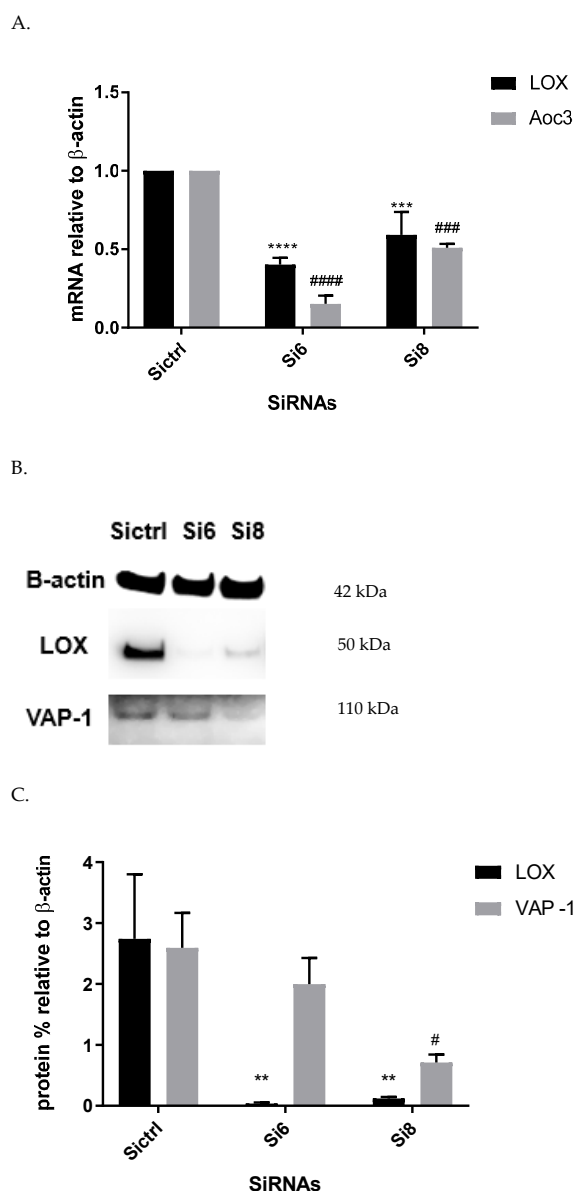 A.
LOX
Aoc3
mRNA relative to β-actin
1.5
1.0
0.5
0.0
****
####
***
###
Sictrl
Si6
Si8
SiRNAs
B.
Sictrl Si6 Si8
B-actin
42 kDa
LOX
50 kDa
VAP-1
110 kDa
C.
LOX
VAP -1
protein % relative to β-actin
4
3
2
1
0
**
**
#
Sictrl
Si6
Si8
SiRNAs